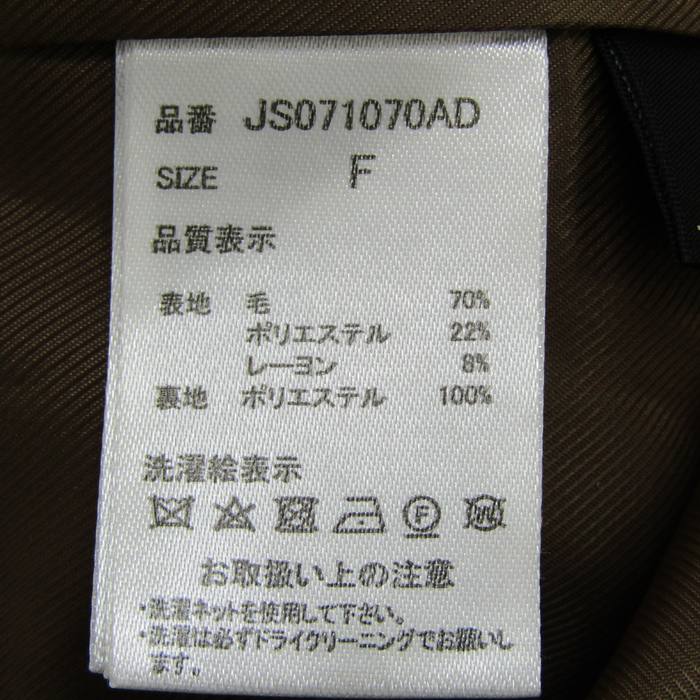 品番 JS071070AD
SIZE F
品質表示
表地 毛 70%
ポリエステル 22%
レーヨン 8%
裏地 ポリエステル 100%
洗濯絵表示
F W
お取扱い上の注意
・洗濯ネットを使用して下さい。
・洗濯は必ずドライクリーニングでお願いし
ます。